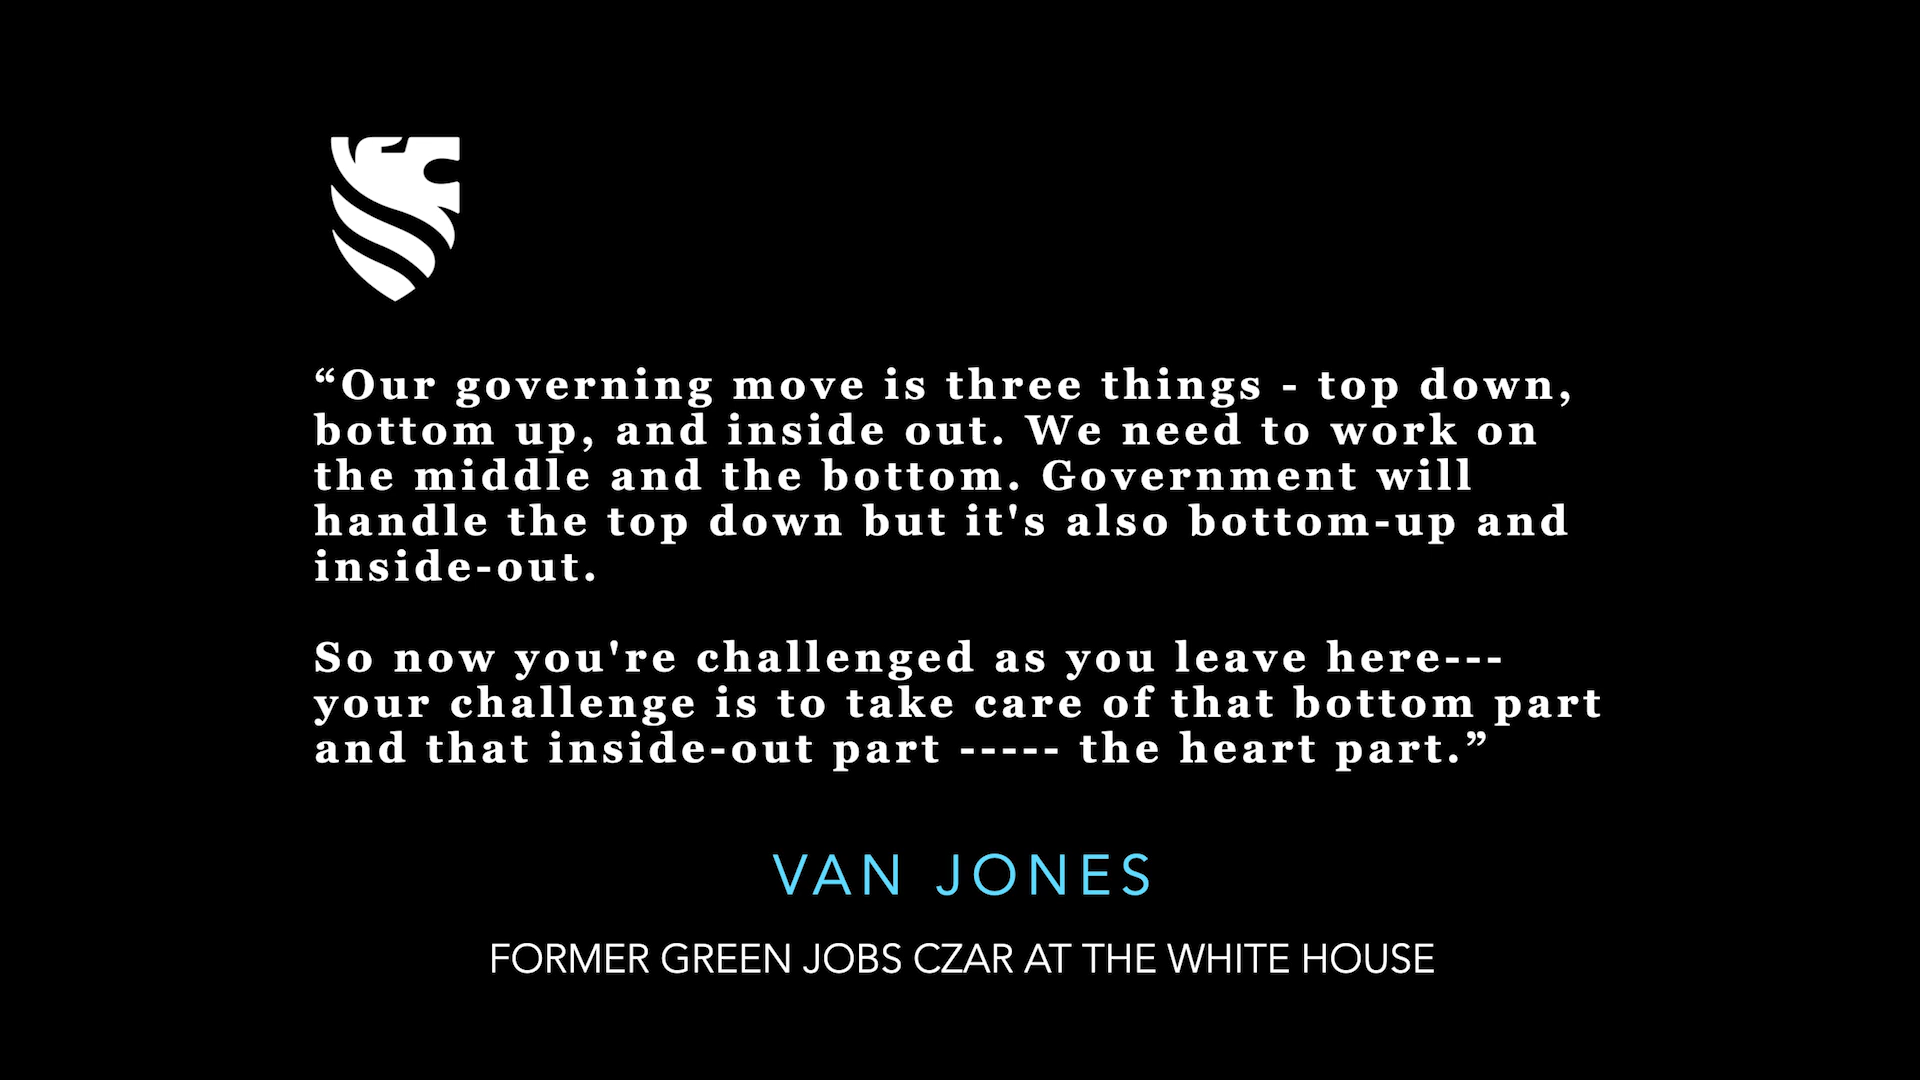 “Our governing move is three things - top down,
bottom up, and inside out. We need to work on
the middle and the bottom. Government will
handle the top down but it's also bottom-up and
inside-out.
So now you're challenged as you leave here---
your challenge is to take care of that bottom part
and that inside-out part ----- the heart part.”
VAN JONES
FORMER GREEN JOBS CZAR AT THE WHITE HOUSE